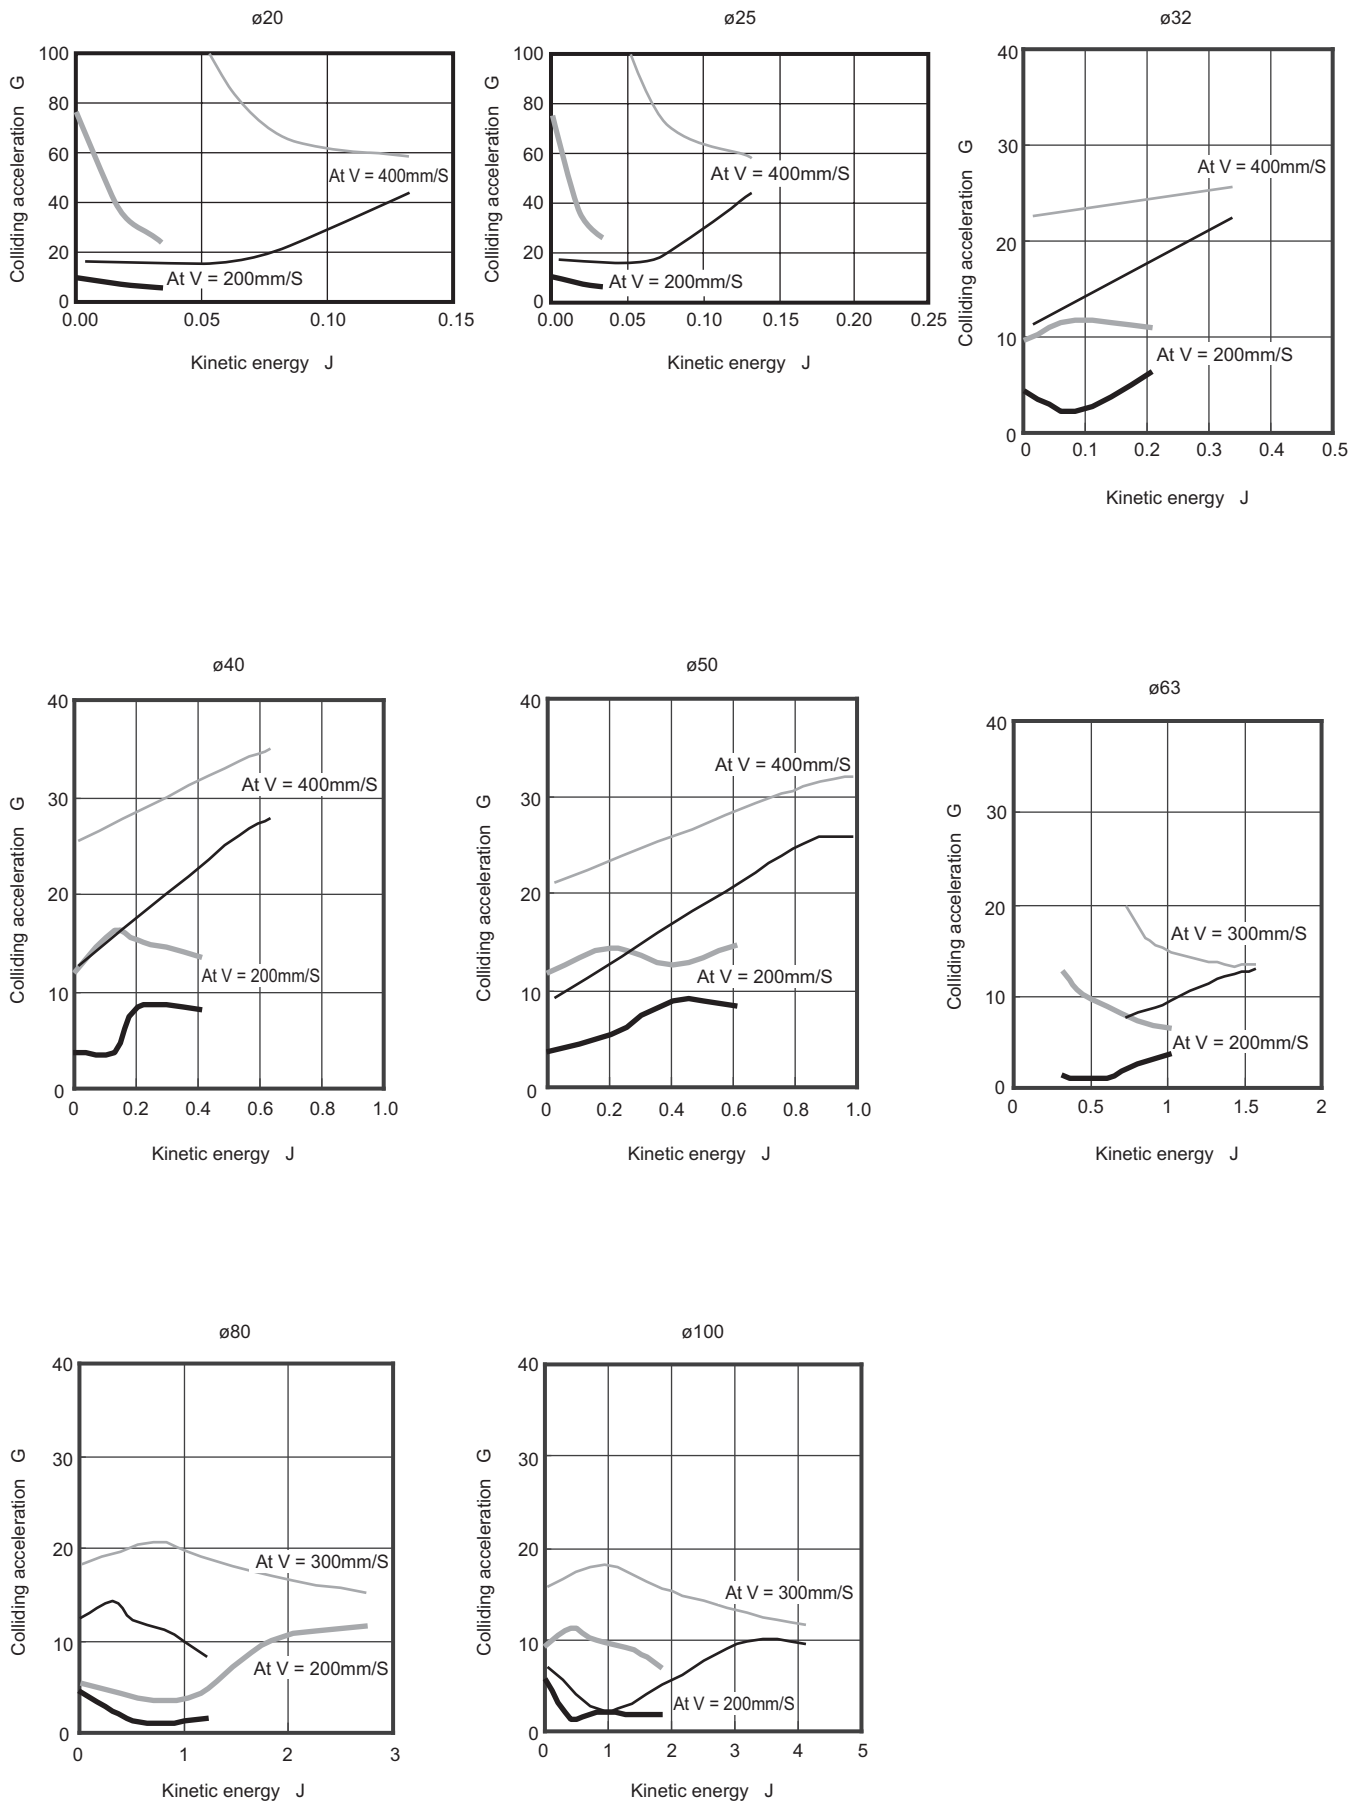 ø20
Colliding acceleration G
100
80
60
40
20
0
At V = 400mm/S
At V = 200mm/S
0.00 0.05 0.10 0.15
Kinetic energy J
ø25
Colliding acceleration G
100
80
60
40
20
0
At V = 400mm/S
At V = 200mm/S
0.00 0.05 0.10 0.15 0.20 0.25
Kinetic energy J
ø32
Colliding acceleration G
40
30
20
10
0
At V = 400mm/S
At V = 200mm/S
0 0.1 0.2 0.3 0.4 0.5
Kinetic energy J
ø40
Colliding acceleration G
40
30
20
10
0
At V = 400mm/S
At V = 200mm/S
0 0.2 0.4 0.6 0.8 1.0
Kinetic energy J
ø50
Colliding acceleration G
40
30
20
10
0
At V = 400mm/S
At V = 200mm/S
0 0.2 0.4 0.6 0.8 1.0
Kinetic energy J
ø63
Colliding acceleration G
40
30
20
10
0
At V = 300mm/S
At V = 200mm/S
0 0.5 1 1.5 2
Kinetic energy J
ø80
Colliding acceleration G
40
30
20
10
0
At V = 300mm/S
At V = 200mm/S
0 1 2 3
Kinetic energy J
ø100
Colliding acceleration G
40
30
20
10
0
At V = 300mm/S
At V = 200mm/S
0 1 2 3 4 5
Kinetic energy J